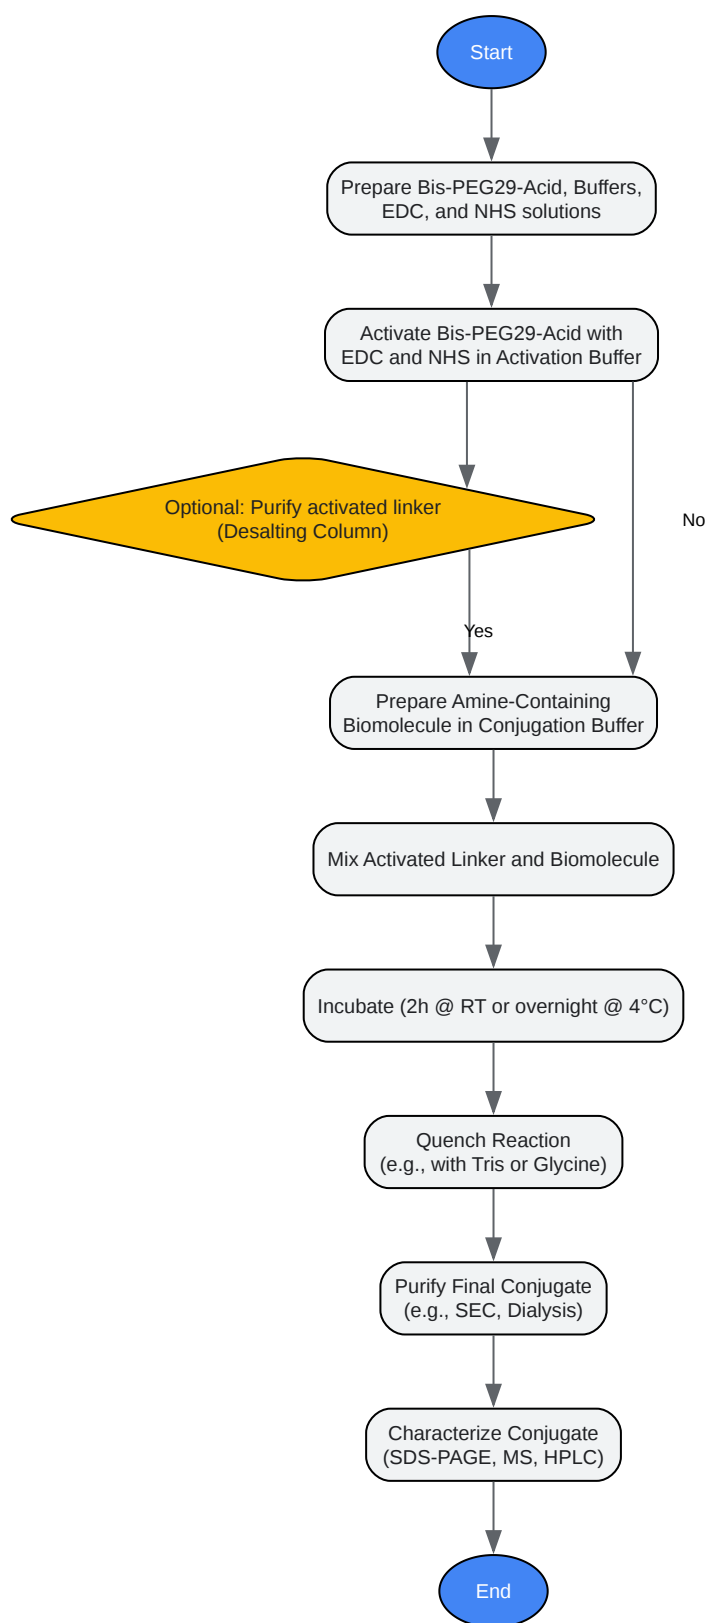 Start
Prepare Bis-PEG29-Acid, Buffers,
EDC, and NHS solutions
Activate Bis-PEG29-Acid with
EDC and NHS in Activation Buffer
Optional: Purify activated linker
(Desalting Column)
No
Yes
Prepare Amine-Containing
Biomolecule in Conjugation Buffer
Mix Activated Linker and Biomolecule
Incubate (2h @ RT or overnight @ 4°C)
Quench Reaction
(e.g., with Tris or Glycine)
Purify Final Conjugate
(e.g., SEC, Dialysis)
Characterize Conjugate
(SDS-PAGE, MS, HPLC)
End